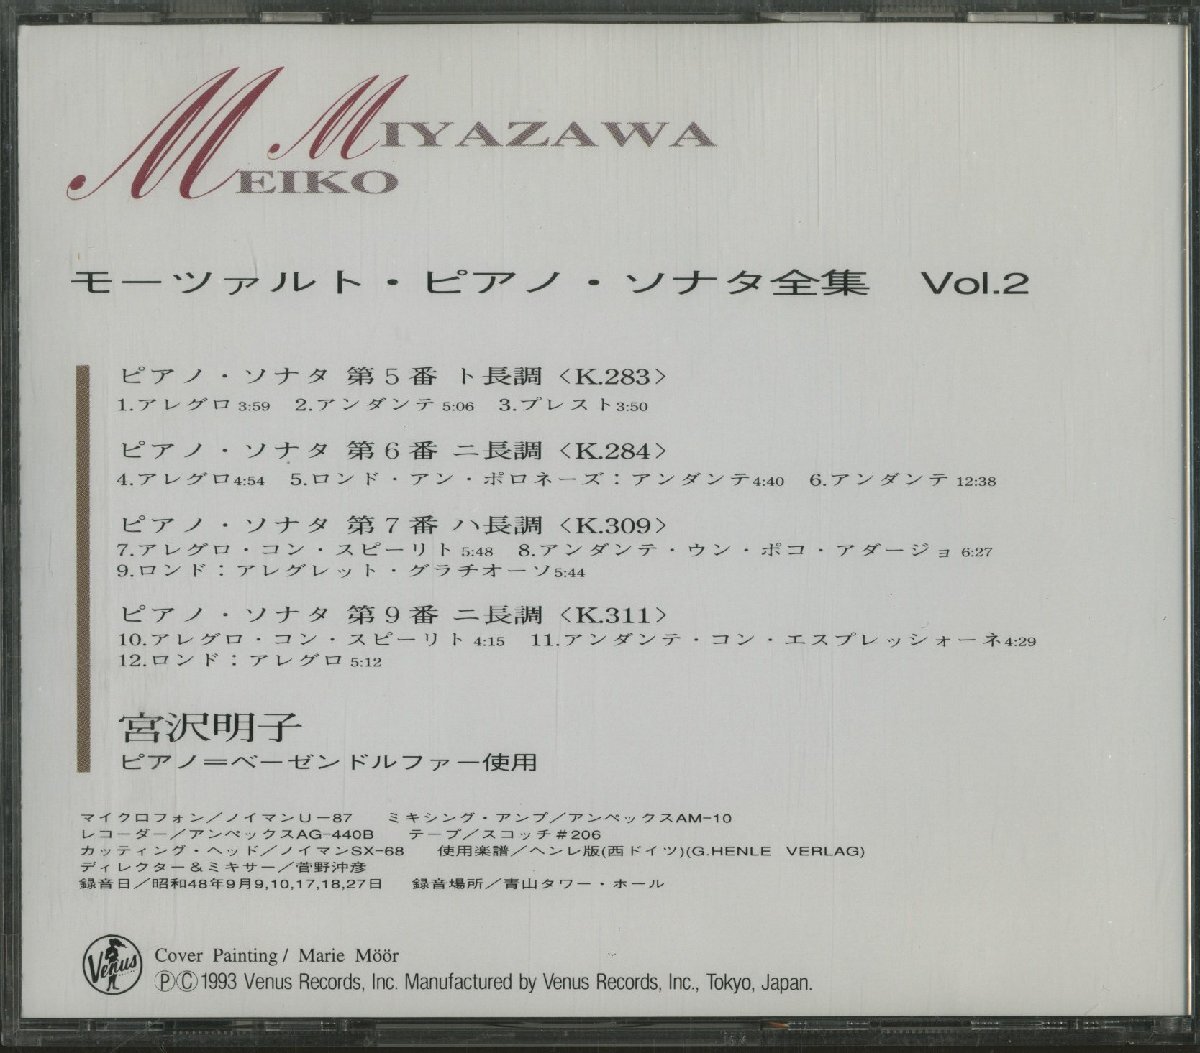 MIYAZAWA
MEIKO
モーツァルト・ピアノ・ソナタ全集　Vol.2
ピアノ・ソナタ 第5番 ト長調〈K.283〉
1.アレグロ3:59　2.アンダンテ5:06　3.プレスト3:50
ピアノ・ソナタ 第6番 ニ長調〈K.284〉
4.アレグロ4:54　5.ロンド・アン・ポロネーズ：アンダンテ4:40　6.アンダンテ12:38
ピアノ・ソナタ 第7番 ハ長調〈K.309〉
7.アレグロ・コン・スピーリト5:48　8.アンダンテ・ウン・ポコ・アダージョ6:27
9.ロンド：アレグレット・グラチオーソ5:44
ピアノ・ソナタ 第9番 ニ長調〈K.311〉
10.アレグロ・コン・スピーリト4:15　11.アンダンテ・コン・エスプレッシォーネ4:29
12.ロンド：アレグロ5:12
宮沢明子
ピアノ＝ベーゼンドルファー使用
マイクロフォン／ノイマンU-87　ミキシング・アンプ／アンペックスAM-10
レコーダー／アンペックスAG-440B　テープ／スコッチ#206
カッティング・ヘッド／ノイマンSX-68　使用楽譜／ヘンレ版(西ドイツ)(G.HENLE VERLAG)
ディレクター＆ミキサー／菅野沖彦
録音日／昭和48年9月9,10,17,18,27日　録音場所／青山タワー・ホール
Venus
Cover Painting / Marie Möör
ⓅⒸ1993 Venus Records, Inc. Manufactured by Venus Records, Inc., Tokyo, Japan.